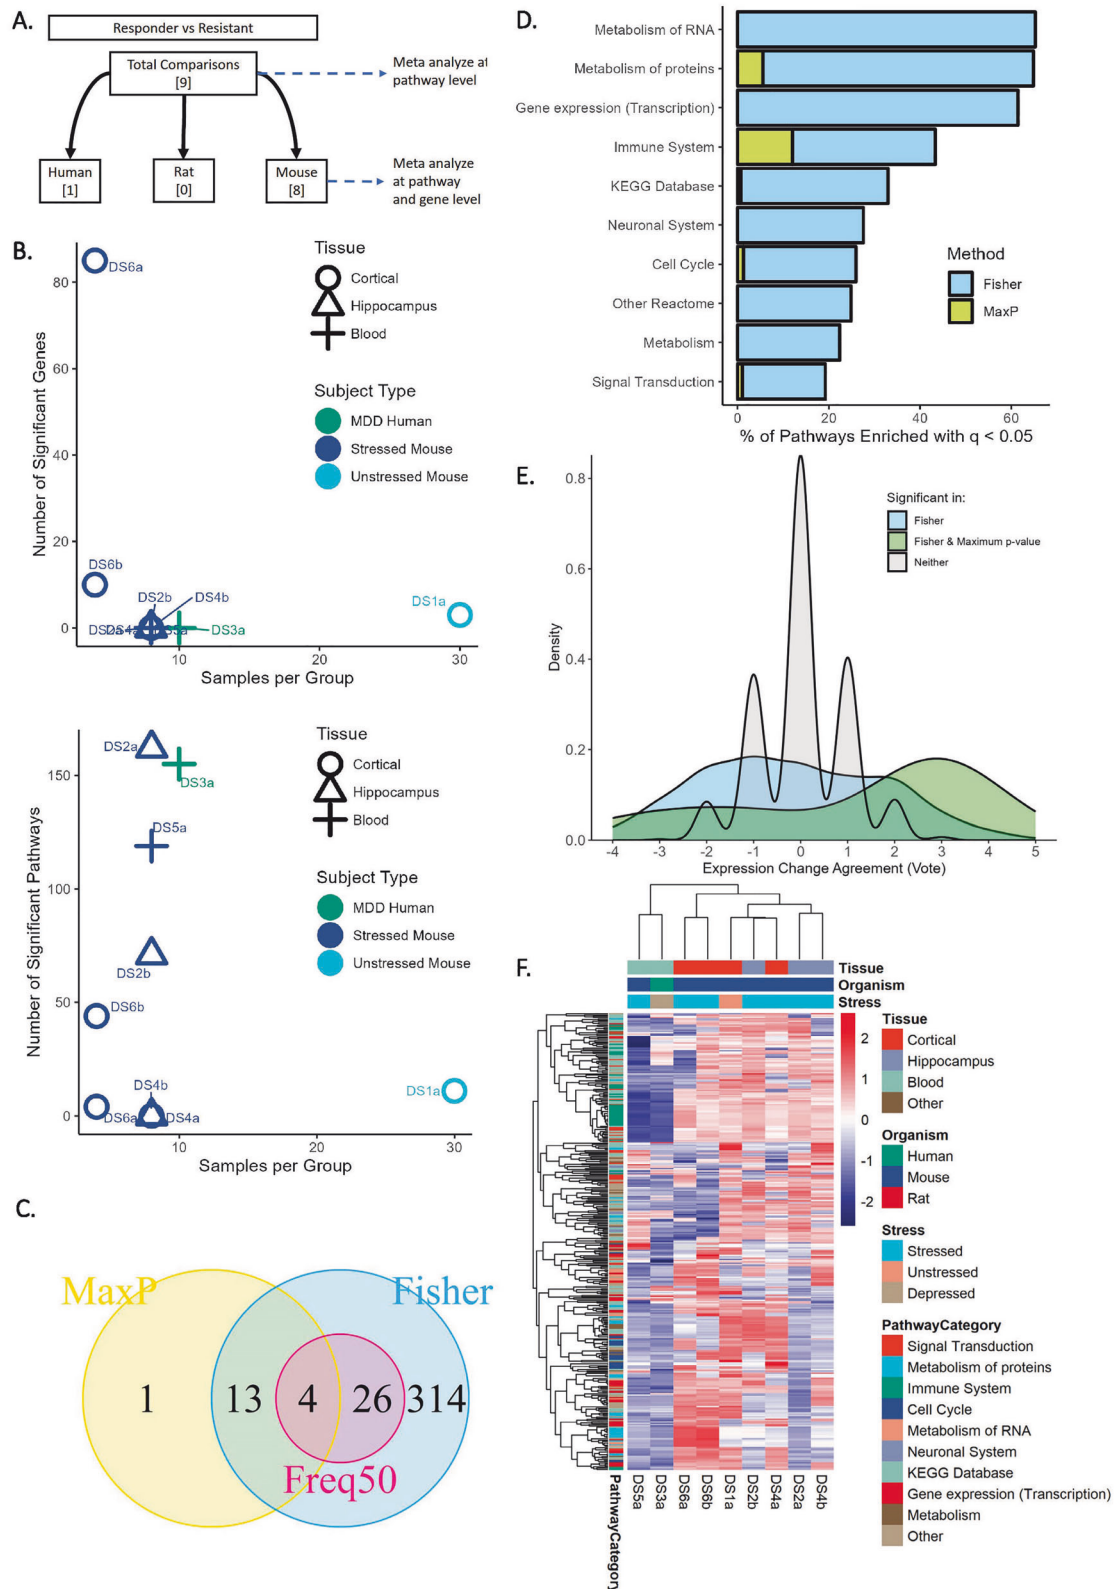 A.
Responder vs Resistant
Total Comparisons
[9]
Meta analyze at
pathway level
Human
[1]
Rat
[0]
Mouse
[8]
Meta analyze
at pathway
and gene level
B.
Number of Significant Genes
80
60
40
20
0
10
20
30
Samples per Group
DS6a
DS6b
DS2b
DS4b
DS3a
DS1a
Tissue
Cortical
Hippocampus
Blood
Subject Type
MDD Human
Stressed Mouse
Unstressed Mouse
Number of Significant Pathways
150
100
50
0
10
20
30
Samples per Group
DS2a
DS3a
DS5a
DS2b
DS6b
DS4b
DS6a
DS4a
DS1a
Tissue
Cortical
Hippocampus
Blood
Subject Type
MDD Human
Stressed Mouse
Unstressed Mouse
C.
MaxP
Fisher
1
13
4
26
314
Freq50
D.
Metabolism of RNA
Metabolism of proteins
Gene expression (Transcription)
Immune System
KEGG Database
Neuronal System
Cell Cycle
Other Reactome
Metabolism
Signal Transduction
0
20
40
60
% of Pathways Enriched with q < 0.05
Method
Fisher
MaxP
E.
Density
0.8
0.6
0.4
0.2
0.0
-4
-3
-2
-1
0
1
2
3
4
5
Expression Change Agreement (Vote)
Significant in:
Fisher
Fisher & Maximum p-value
Neither
F.
Tissue
Organism
Stress
2
1
0
-1
-2
Tissue
Cortical
Hippocampus
Blood
Other
Organism
Human
Mouse
Rat
Stress
Stressed
Unstressed
Depressed
PathwayCategory
Signal Transduction
Metabolism of proteins
Immune System
Cell Cycle
Metabolism of RNA
Neuronal System
KEGG Database
Gene expression (Transcription)
Metabolism
Other
PathwayCategory
DS5a
DS3a
DS6a
DS6b
DS1a
DS2b
DS4a
DS2a
DS4b